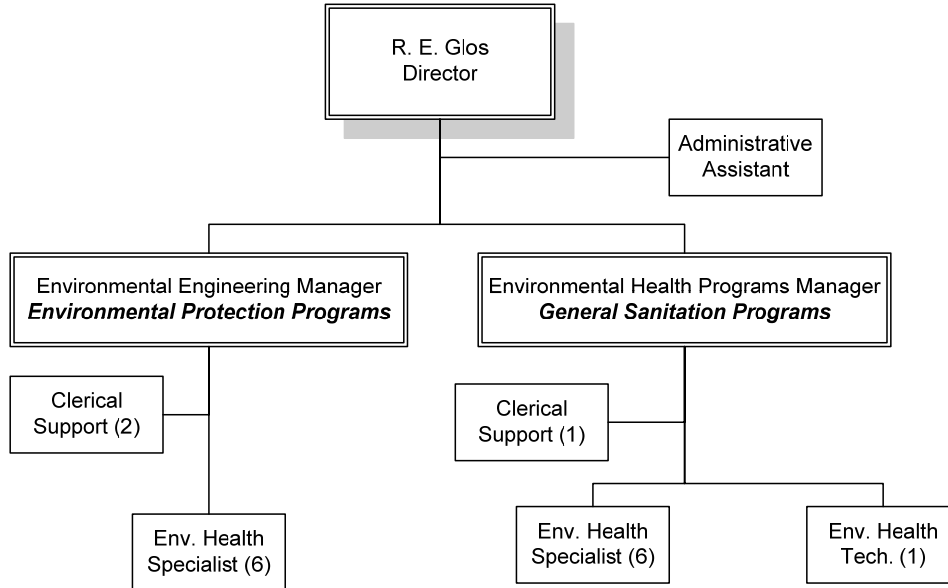 R. E. Glos
Director
Administrative
Assistant
Environmental Engineering Manager
Environmental Protection Programs
Environmental Health Programs Manager
General Sanitation Programs
Clerical
Support (2)
Clerical
Support (1)
Env. Health
Specialist (6)
Env. Health
Specialist (6)
Env. Health
Tech. (1)